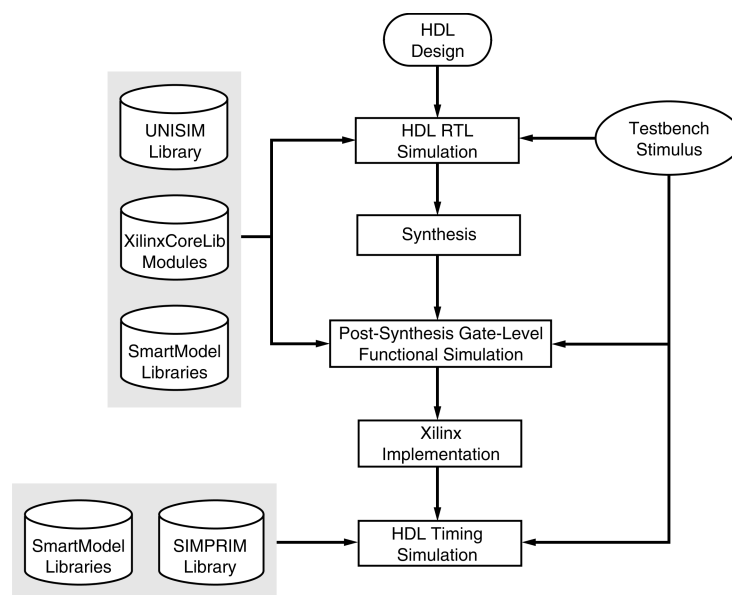 HDL
Design
UNISIM
Library
HDL RTL
Simulation
Testbench
Stimulus
XilinxCoreLib
Modules
Synthesis
SmartModel
Libraries
Post-Synthesis Gate-Level
Functional Simulation
Xilinx
Implementation
SmartModel
Libraries
SIMPRIM
Library
HDL Timing
Simulation